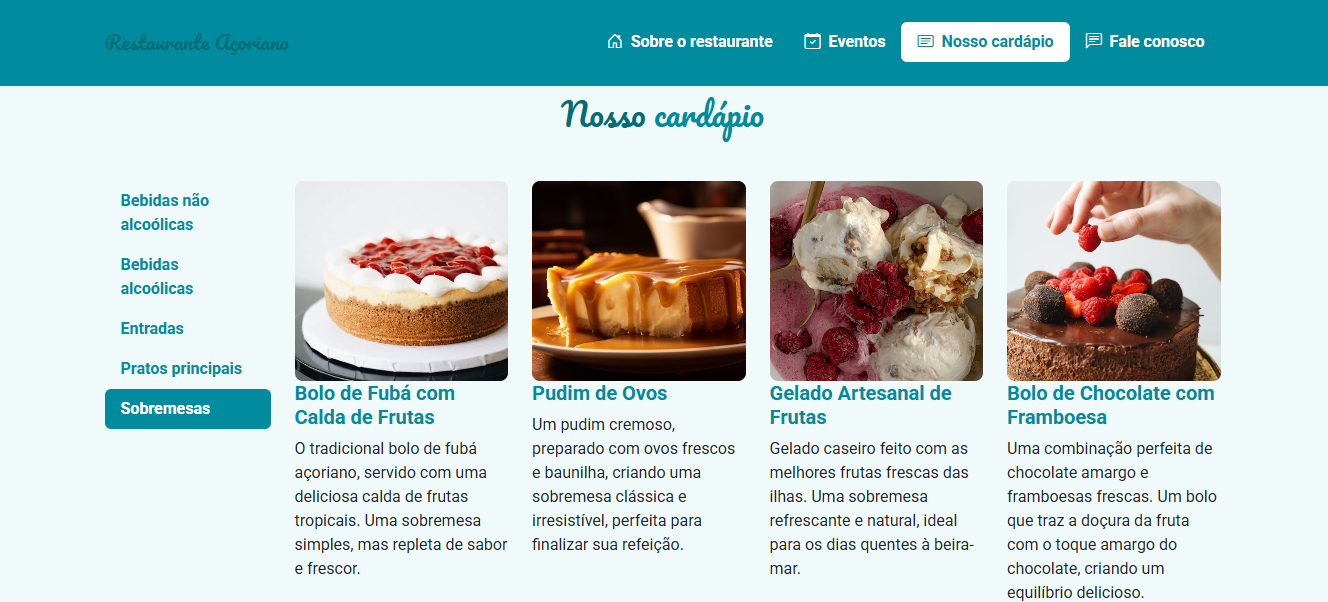 Restaurante Açoriano
Sobre o restaurante
Eventos
Nosso cardápio
Fale conosco
Nosso cardápio
Bebidas não
alcoólicas
Bebidas
alcoólicas
Entradas
Pratos principais
Sobremesas
Bolo de Fubá com
Calda de Frutas
O tradicional bolo de fubá
açoriano, servido com uma
deliciosa calda de frutas
tropicais. Uma sobremesa
simples, mas repleta de sabor
e frescor.
Pudim de Ovos
Um pudim cremoso,
preparado com ovos frescos
e baunilha, criando uma
sobremesa clássica e
irresistível, perfeita para
finalizar sua refeição.
Gelado Artesanal de
Frutas
Gelado caseiro feito com as
melhores frutas frescas das
ilhas. Uma sobremesa
refrescante e natural, ideal
para os dias quentes à beira-
mar.
Bolo de Chocolate com
Framboesa
Uma combinação perfeita de
chocolate amargo e
framboesas frescas. Um bolo
que traz a doçura da fruta
com o toque amargo do
chocolate, criando um
equilíbrio delicioso.